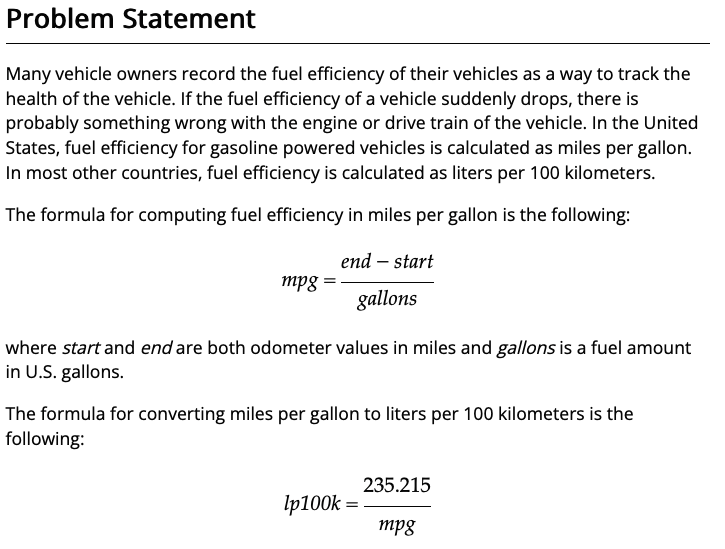 Problem Statement
Many vehicle owners record the fuel efficiency of their vehicles as a way to track the
health of the vehicle. If the fuel efficiency of a vehicle suddenly drops, there is
probably something wrong with the engine or drive train of the vehicle. In the United
States, fuel efficiency for gasoline powered vehicles is calculated as miles per gallon.
In most other countries, fuel efficiency is calculated as liters per 100 kilometers.
The formula for computing fuel efficiency in miles per gallon is the following:
end – start
mpg =
gallons
where start and end are both odometer values in miles and gallons is a fuel amount
in U.S. gallons.
The formula for converting miles per gallon to liters per 100 kilometers is the
following:
235.215
lp100k =
mpg